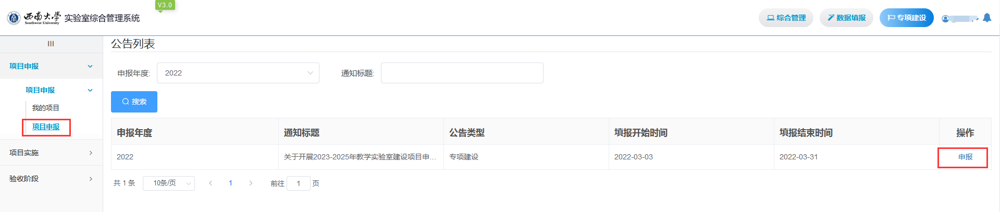 V3.0
西南大学 实验室综合管理系统
Southwest University
综合管理 数据填报 专项建设
公告列表
项目申报
申报年度: 2022 通知标题:
项目申报
搜索
我的项目
项目申报
申报年度 通知标题 公告类型 填报开始时间 填报结束时间 操作
2022 关于开展2023-2025年教学实验室建设项目申... 专项建设 2022-03-03 2022-03-31 申报
项目实施
验收阶段
共 1 条 10条/页 1 前往 1 页